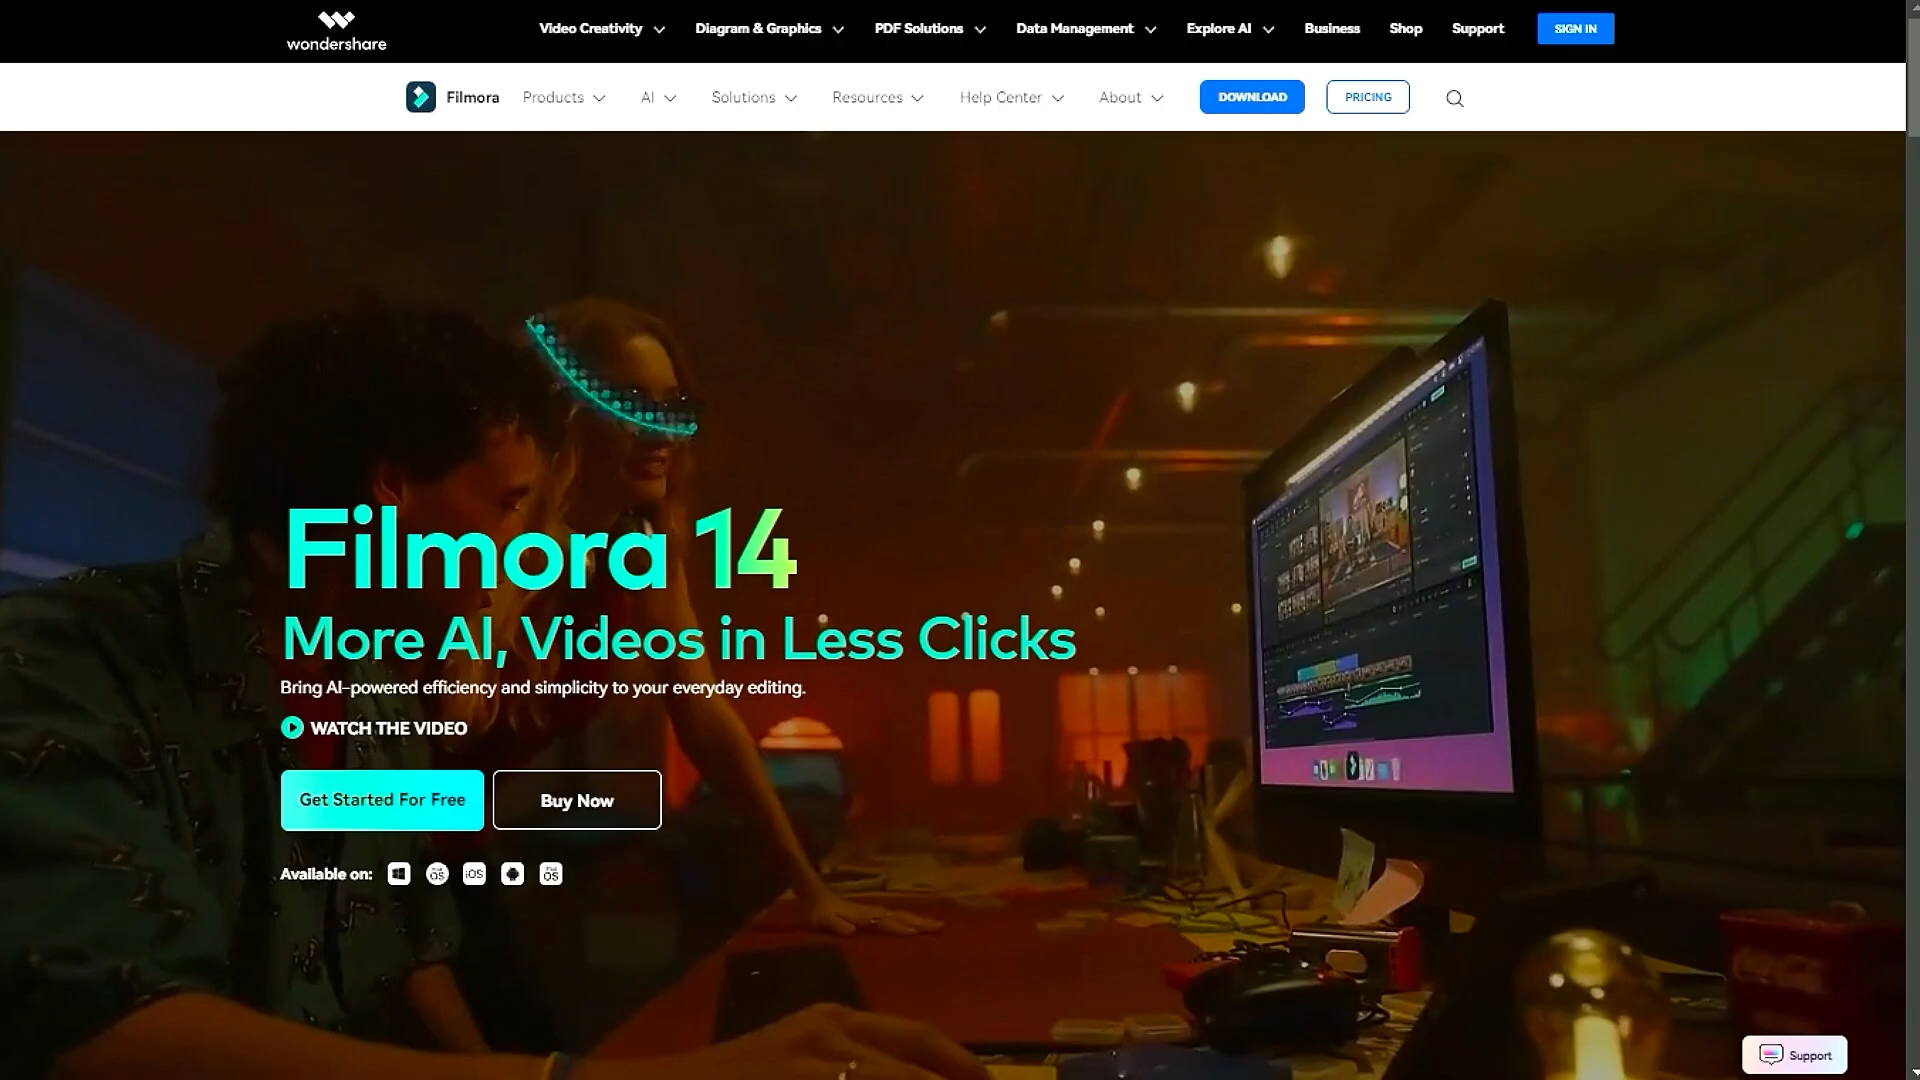 wondershare
Video Creativity Diagram & Graphics PDF Solutions Data Management Explore AI Business Shop Support SIGN IN
Filmora Products AI Solutions Resources Help Center About DOWNLOAD PRICING
Filmora 14
More AI, Videos in Less Clicks
Bring AI-powered efficiency and simplicity to your everyday editing.
WATCH THE VIDEO
Get Started For Free Buy Now
Available on: OS iOS OS
Support